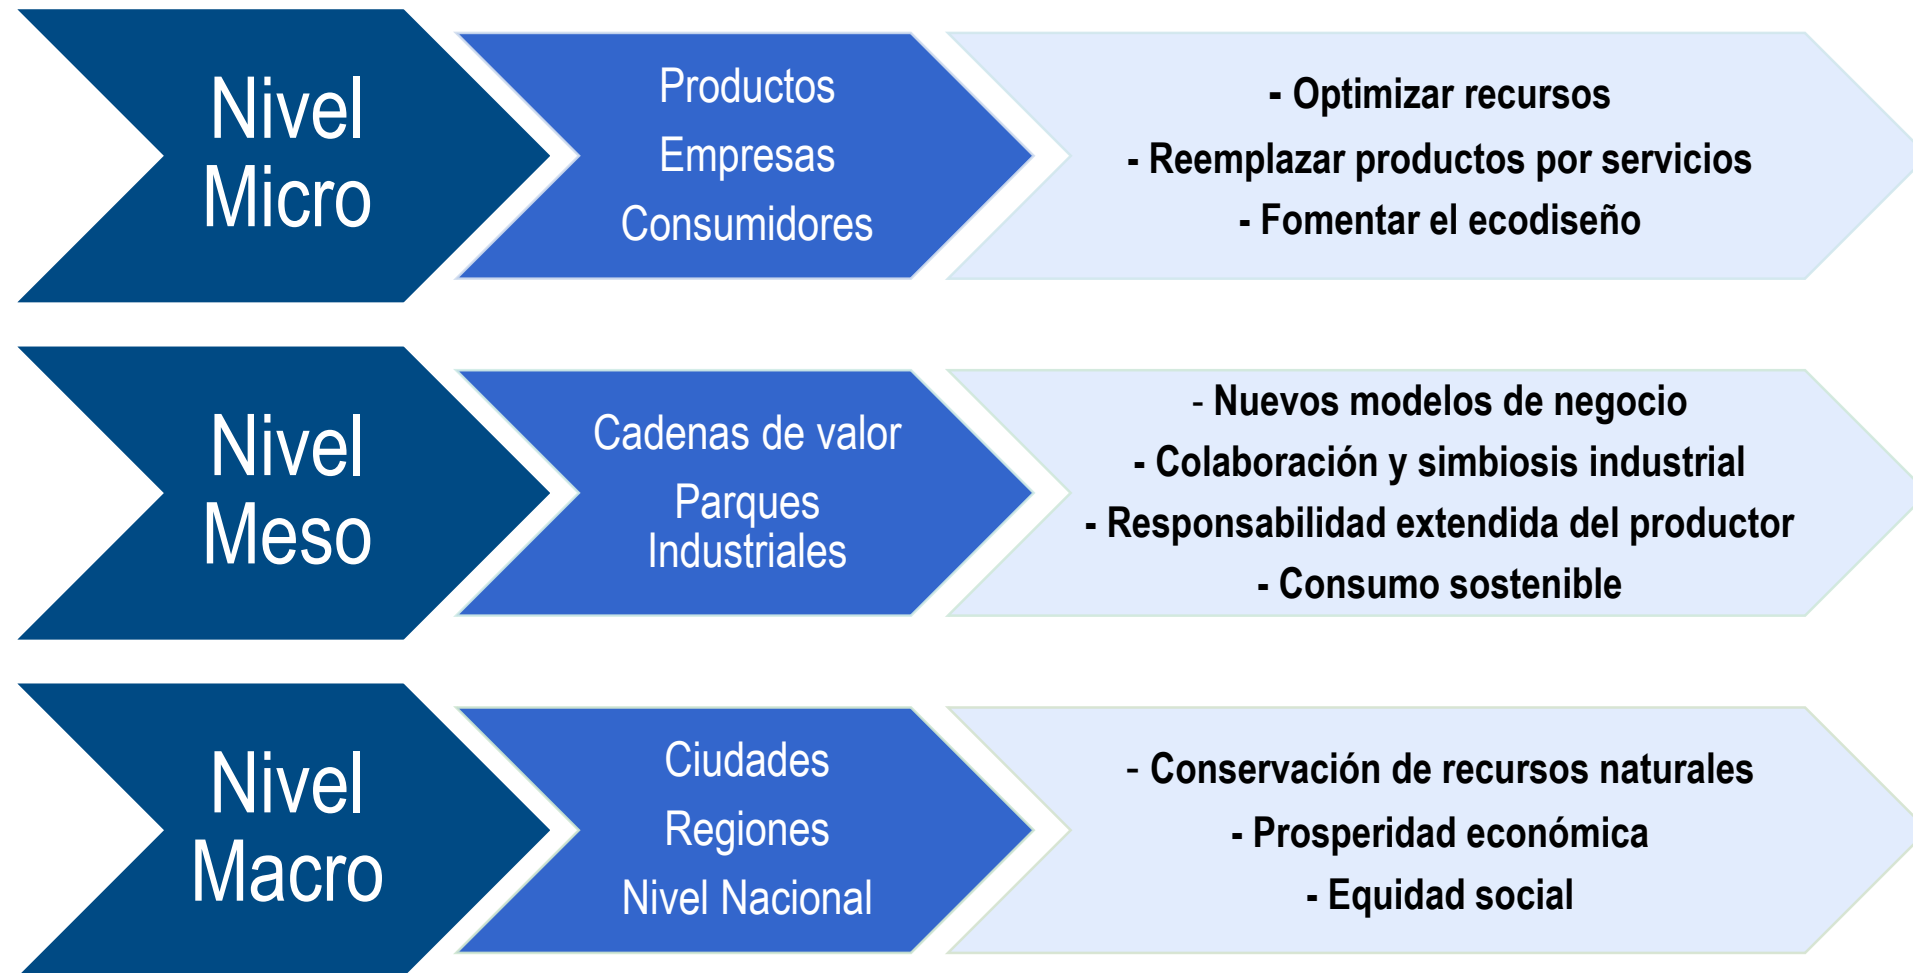 Nivel
Micro
Productos
Empresas
Consumidores
- Optimizar recursos
- Reemplazar productos por servicios
- Fomentar el ecodiseño
Nivel
Meso
Cadenas de valor
Parques
Industriales
- Nuevos modelos de negocio
- Colaboración y simbiosis industrial
- Responsabilidad extendida del productor
- Consumo sostenible
Nivel
Macro
Ciudades
Regiones
Nivel Nacional
- Conservación de recursos naturales
- Prosperidad económica
- Equidad social